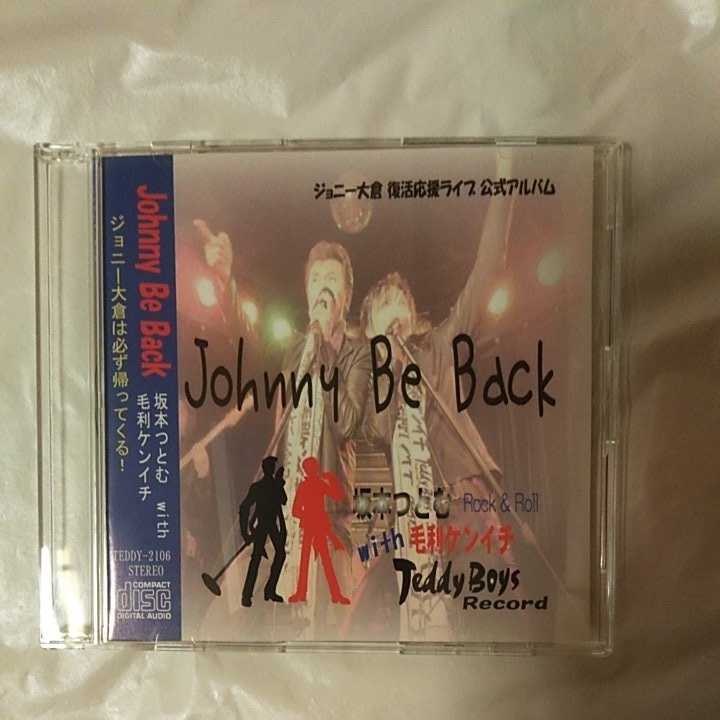 Johnny Be Back
ジョニー大倉は必ず帰ってくる!
坂本つとむ with
毛利ケンイチ
TEDDY-2106
STEREO
COMPACT
disc
DIGITAL AUDIO
ジョニー大倉 復活応援ライブ 公式アルバム
Johnny Be Back
坂本つとむ Rock & Roll
with 毛利ケンイチ
Teddy Boys
Record